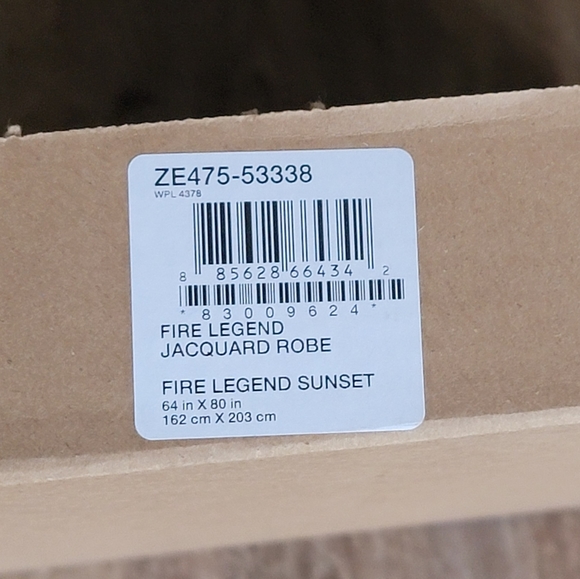 ZE475-53338
WPL 4378
8 85628 66434 2
*83009624*
FIRE LEGEND
JACQUARD ROBE
FIRE LEGEND SUNSET
64 in X 80 in
162 cm X 203 cm